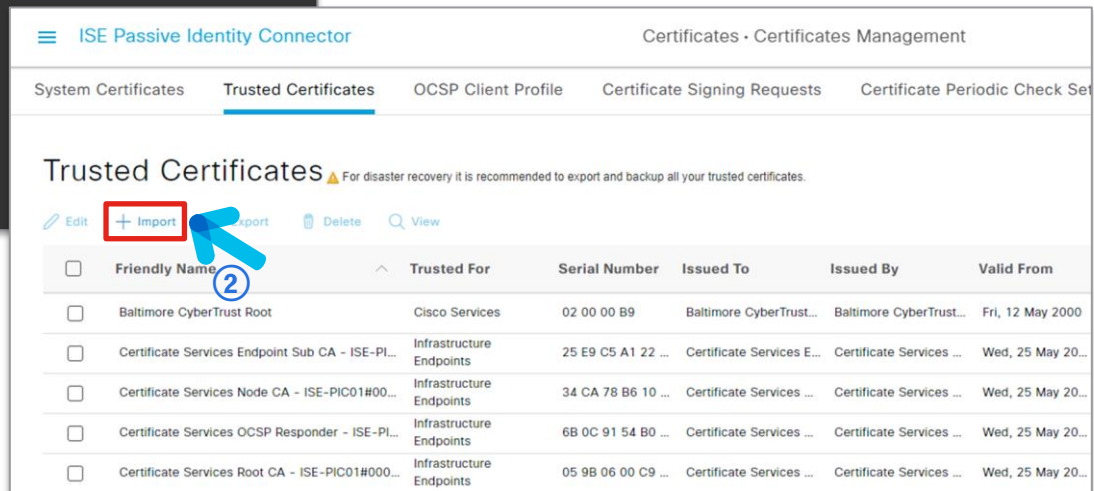 ISE Passive Identity Connector
Certificates · Certificates Management
System Certificates Trusted Certificates OCSP Client Profile Certificate Signing Requests Certificate Periodic Check Set
Trusted Certificates For disaster recovery it is recommended to export and backup all your trusted certificates.
Edit + Import Export Delete View
②
Friendly Name Trusted For Serial Number Issued To Issued By Valid From
Baltimore CyberTrust Root Cisco Services 02 00 00 B9 Baltimore CyberTrust... Baltimore CyberTrust... Fri, 12 May 2000
Certificate Services Endpoint Sub CA - ISE-PI... Infrastructure Endpoints 25 E9 C5 A1 22 ... Certificate Services E... Certificate Services ... Wed, 25 May 20...
Certificate Services Node CA - ISE-PIC01#00... Infrastructure Endpoints 34 CA 78 B6 10 ... Certificate Services ... Certificate Services ... Wed, 25 May 20...
Certificate Services OCSP Responder - ISE-PI... Infrastructure Endpoints 6B 0C 91 54 B0 ... Certificate Services ... Certificate Services ... Wed, 25 May 20...
Certificate Services Root CA - ISE-PIC01#000... Infrastructure Endpoints 05 9B 06 00 C9 ... Certificate Services ... Certificate Services ... Wed, 25 May 20...